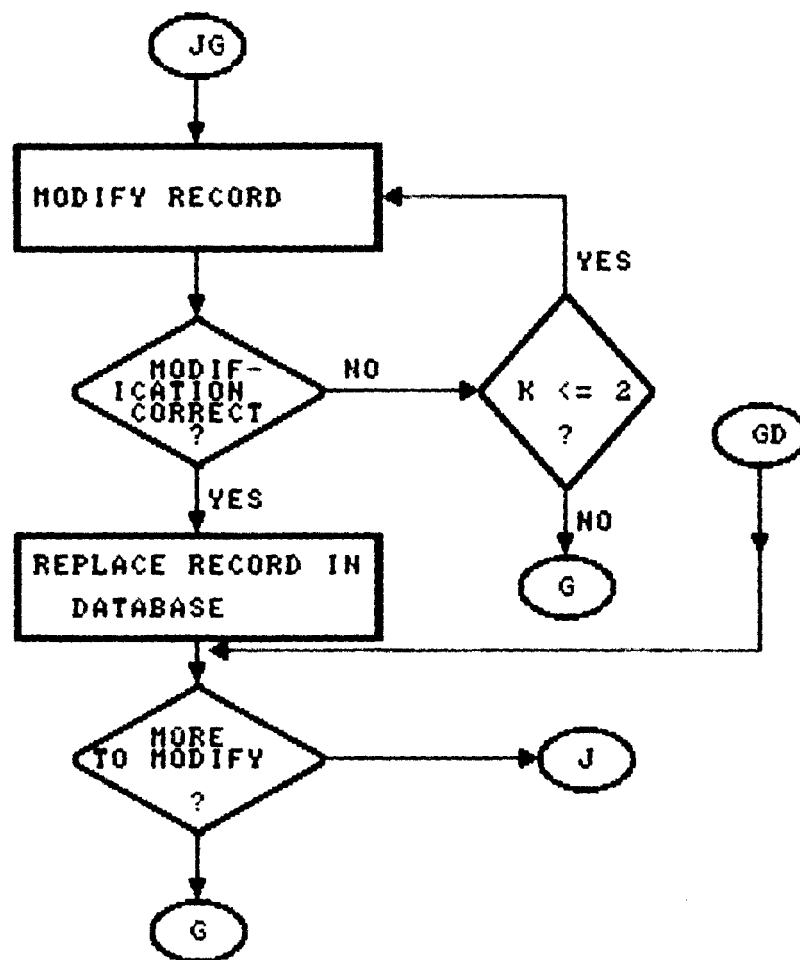 JG
MODIFY RECORD
YES
MODIF-
ICATION
CORRECT
?
NO
K <= 2
?
GD
YES
NO
REPLACE RECORD IN
DATABASE
G
MORE
TO MODIFY
?
J
G